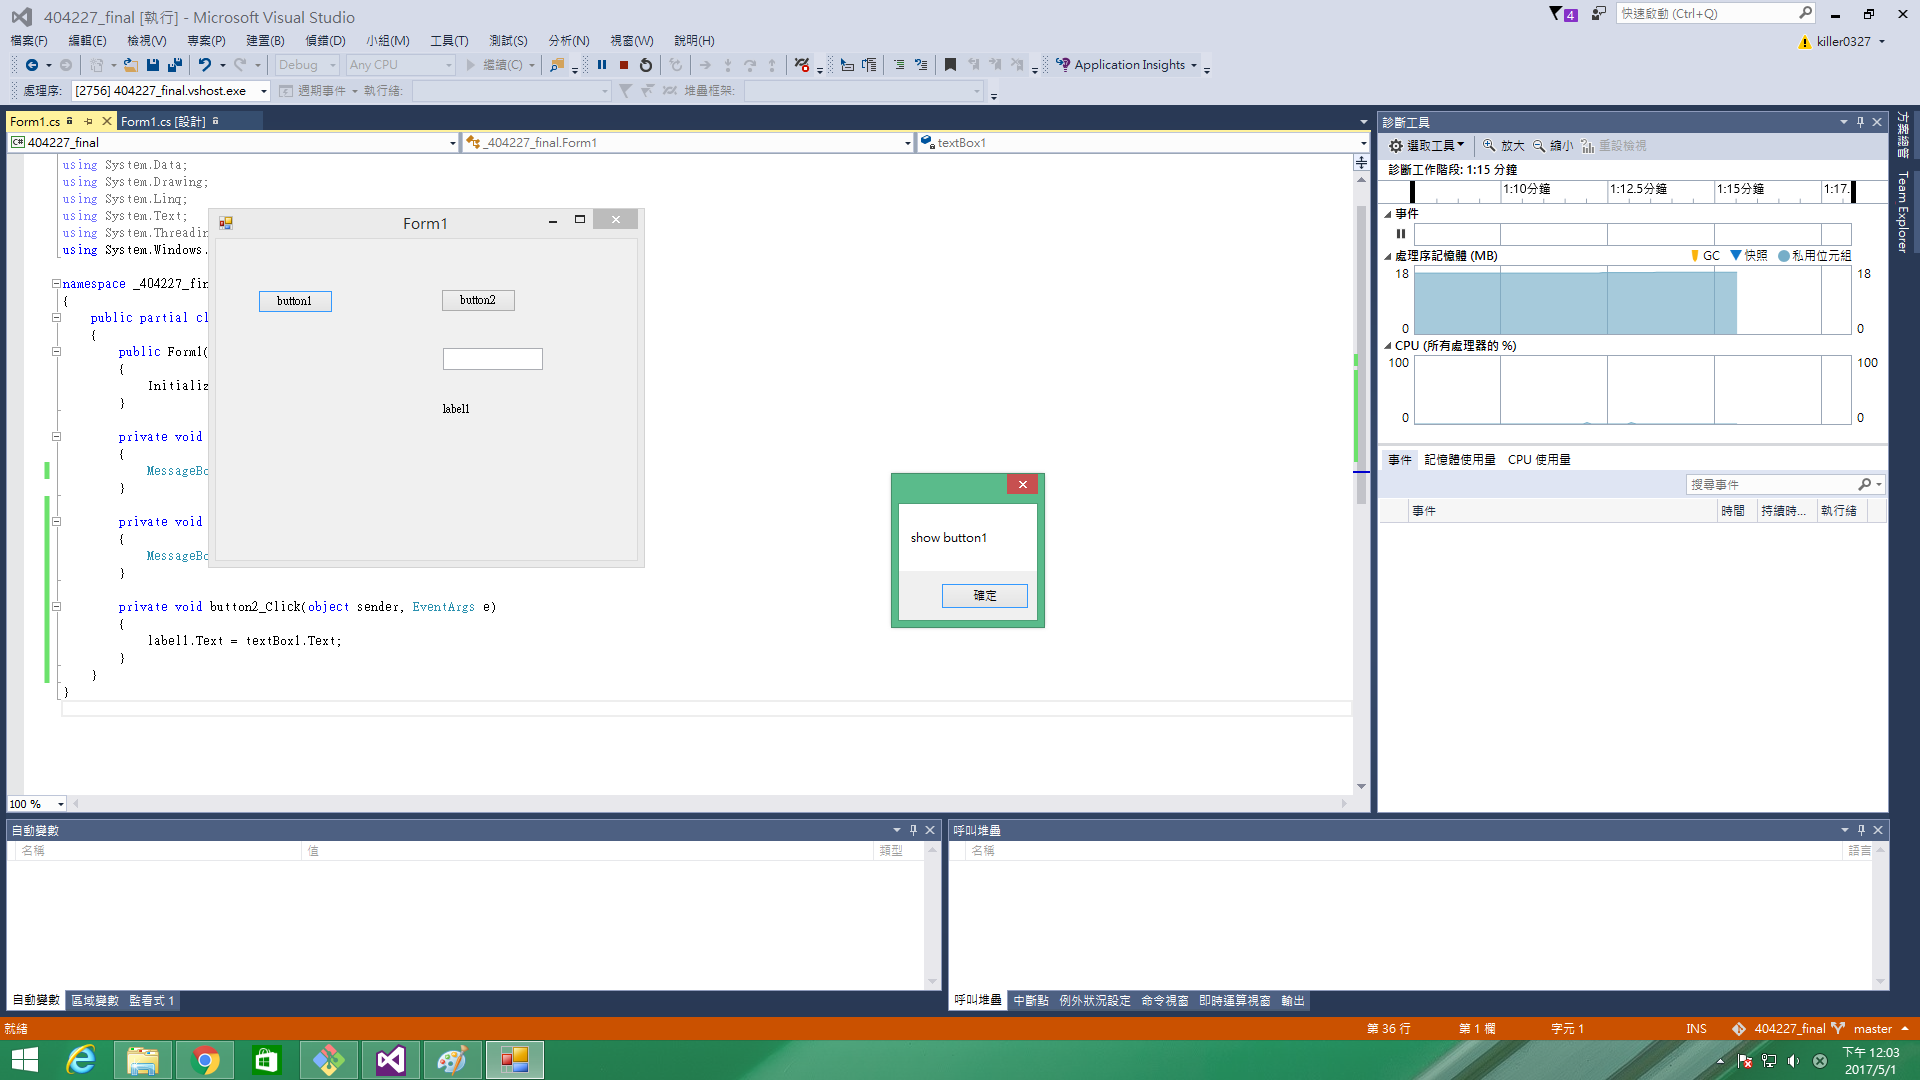 404227_final [執行] - Microsoft Visual Studio
4
快速啟動 (Ctrl+Q)
檔案(F) 編輯(E) 檢視(V) 專案(P) 建置(B) 偵錯(D) 小組(M) 工具(T) 測試(S) 分析(N) 視窗(W) 說明(H)
killer0327
Debug Any CPU 繼續(C) Application Insights
處理序: [2756] 404227_final.vshost.exe 週期事件 執行緒: 堆疊框架:
Form1.cs Form1.cs [設計]
C# 404227_final _404227_final.Form1 textBox1
using System.Data;
using System.Drawing;
using System.Linq;
using System.Text;
using System.Threadin
using System.Windows.
namespace _404227_fin
{
public partial cl
{
public Form1(
{
Initializ
}
private void
{
MessageBo
}
private void
{
MessageBo
}
private void button2_Click(object sender, EventArgs e)
{
label1.Text = textBox1.Text;
}
}
}
100 %
Form1
button1
button2
label1
show button1
確定
診斷工具
選取工具 放大 縮小 重設檢視
診斷工作階段: 1:15 分鐘
1:10分鐘 1:12.5分鐘 1:15分鐘 1:17.
事件
處理序記憶體 (MB) GC 快照 私用位元組
18 18
0 0
CPU (所有處理器的 %)
100 100
0 0
事件 記憶體使用量 CPU 使用量
搜尋事件
事件 時間 持續時... 執行緒
方案總管
Team Explorer
自動變數
名稱 值 類型
自動變數 區域變數 監看式 1
呼叫堆疊
名稱 語言
呼叫堆疊 中斷點 例外狀況設定 命令視窗 即時運算視窗 輸出
就緒 第 36 行 第 1 欄 字元 1 INS 404227_final master
下午 12:03
2017/5/1